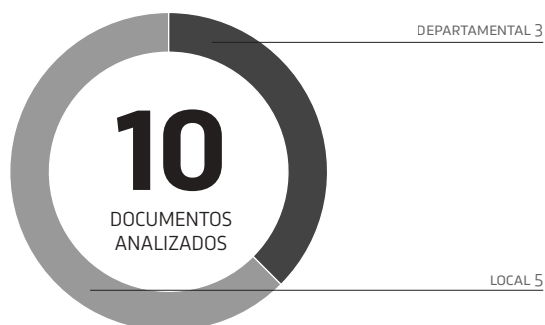 DEPARTAMENTAL 3
10
DOCUMENTOS
ANALIZADOS
LOCAL 5